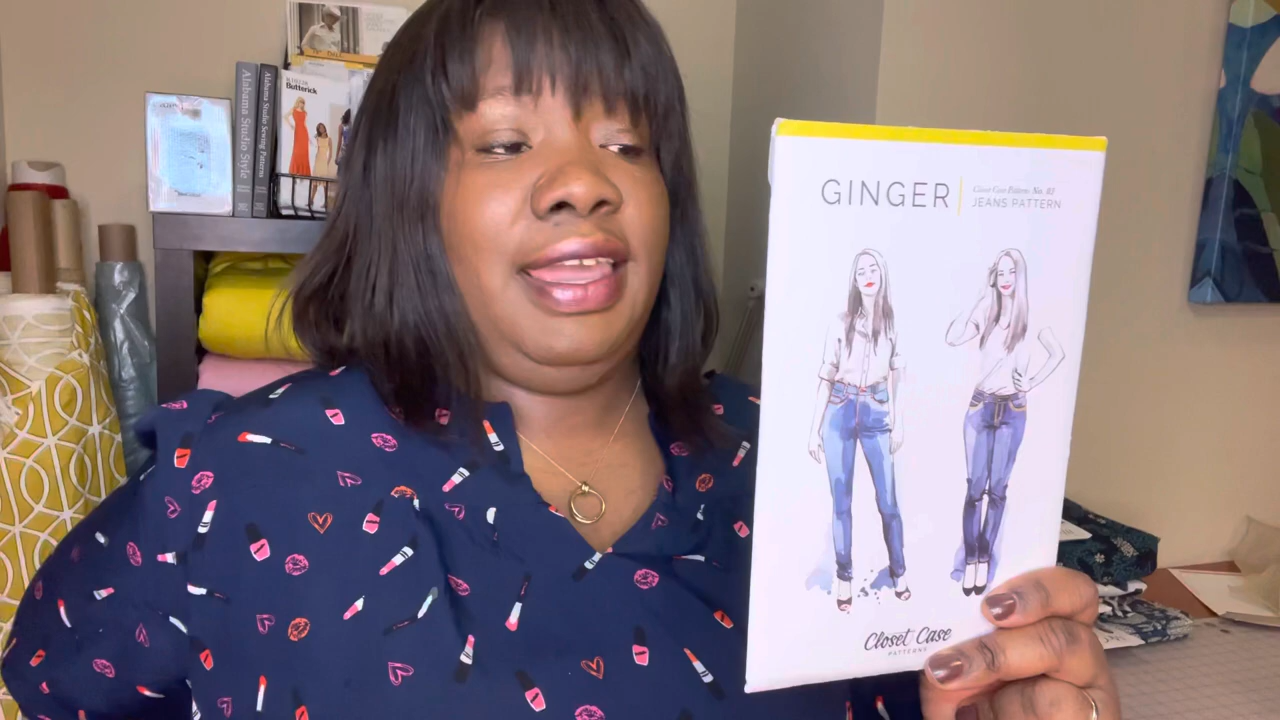 Butterick
Alabama Studio Style
Alabama Studio Sewing Patterns
GINGER
Closet Case Patterns No. 03
JEANS PATTERN
Closet Case
PATTERNS